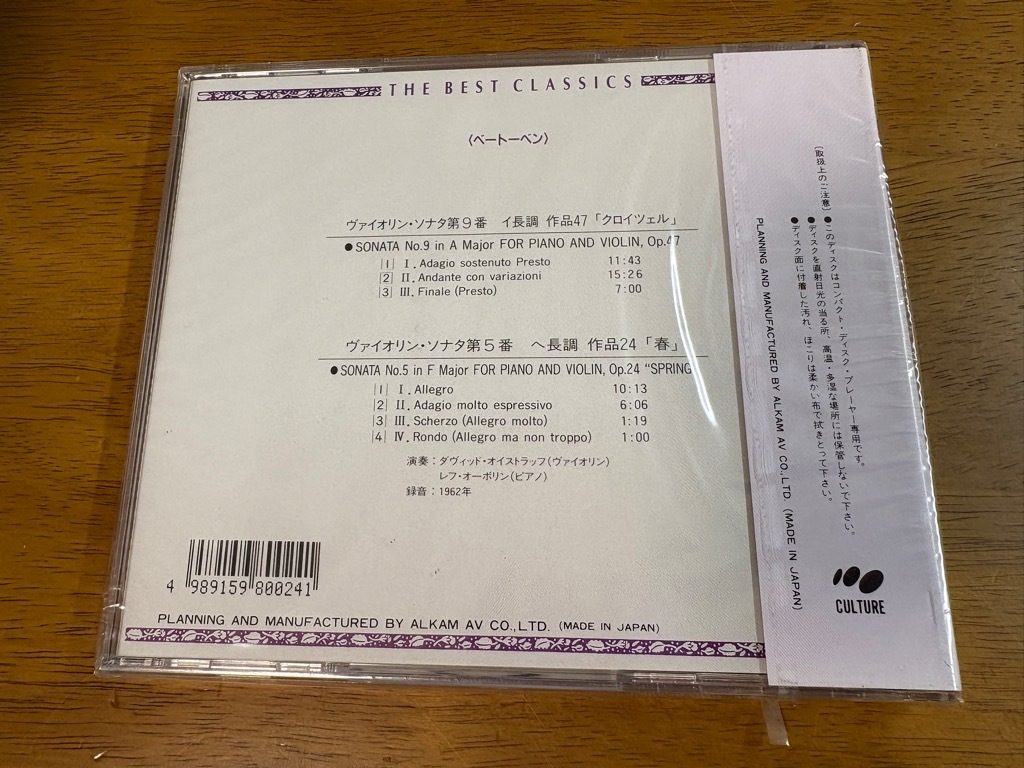 THE BEST CLASSICS
〈ベートーベン〉
ヴァイオリン・ソナタ第9番 イ長調 作品47「クロイツェル」
●SONATA No.9 in A Major FOR PIANO AND VIOLIN, Op.47
1 I. Adagio sostenuto Presto 11:43
2 II. Andante con variazioni 15:26
3 III. Finale (Presto) 7:00
ヴァイオリン・ソナタ第5番 ヘ長調 作品24「春」
●SONATA No.5 in F Major FOR PIANO AND VIOLIN, Op.24 “SPRING
1 I. Allegro 10:13
2 II. Adagio molto espressivo 6:06
3 III. Scherzo (Allegro molto) 1:19
4 IV. Rondo (Allegro ma non troppo) 1:00
演奏：ダヴィッド・オイストラッフ(ヴァイオリン)
レフ・オーボリン(ピアノ)
録音：1962年
4 989159 800241
PLANNING AND MANUFACTURED BY ALKAM AV CO.,LTD. (MADE IN JAPAN)
〔取扱上のご注意〕
●このディスクはコンパクト・ディスク・プレーヤー専用です。
●ディスクを直射日光の当る所、高温・多湿な場所には保管しないで下さい。
●ディスク面に付着した汚れ、ほこりは柔かい布で拭きとって下さい。
PLANNING AND MANUFACTURED BY ALKAM AV CO.,LTD. (MADE IN JAPAN)
CULTURE